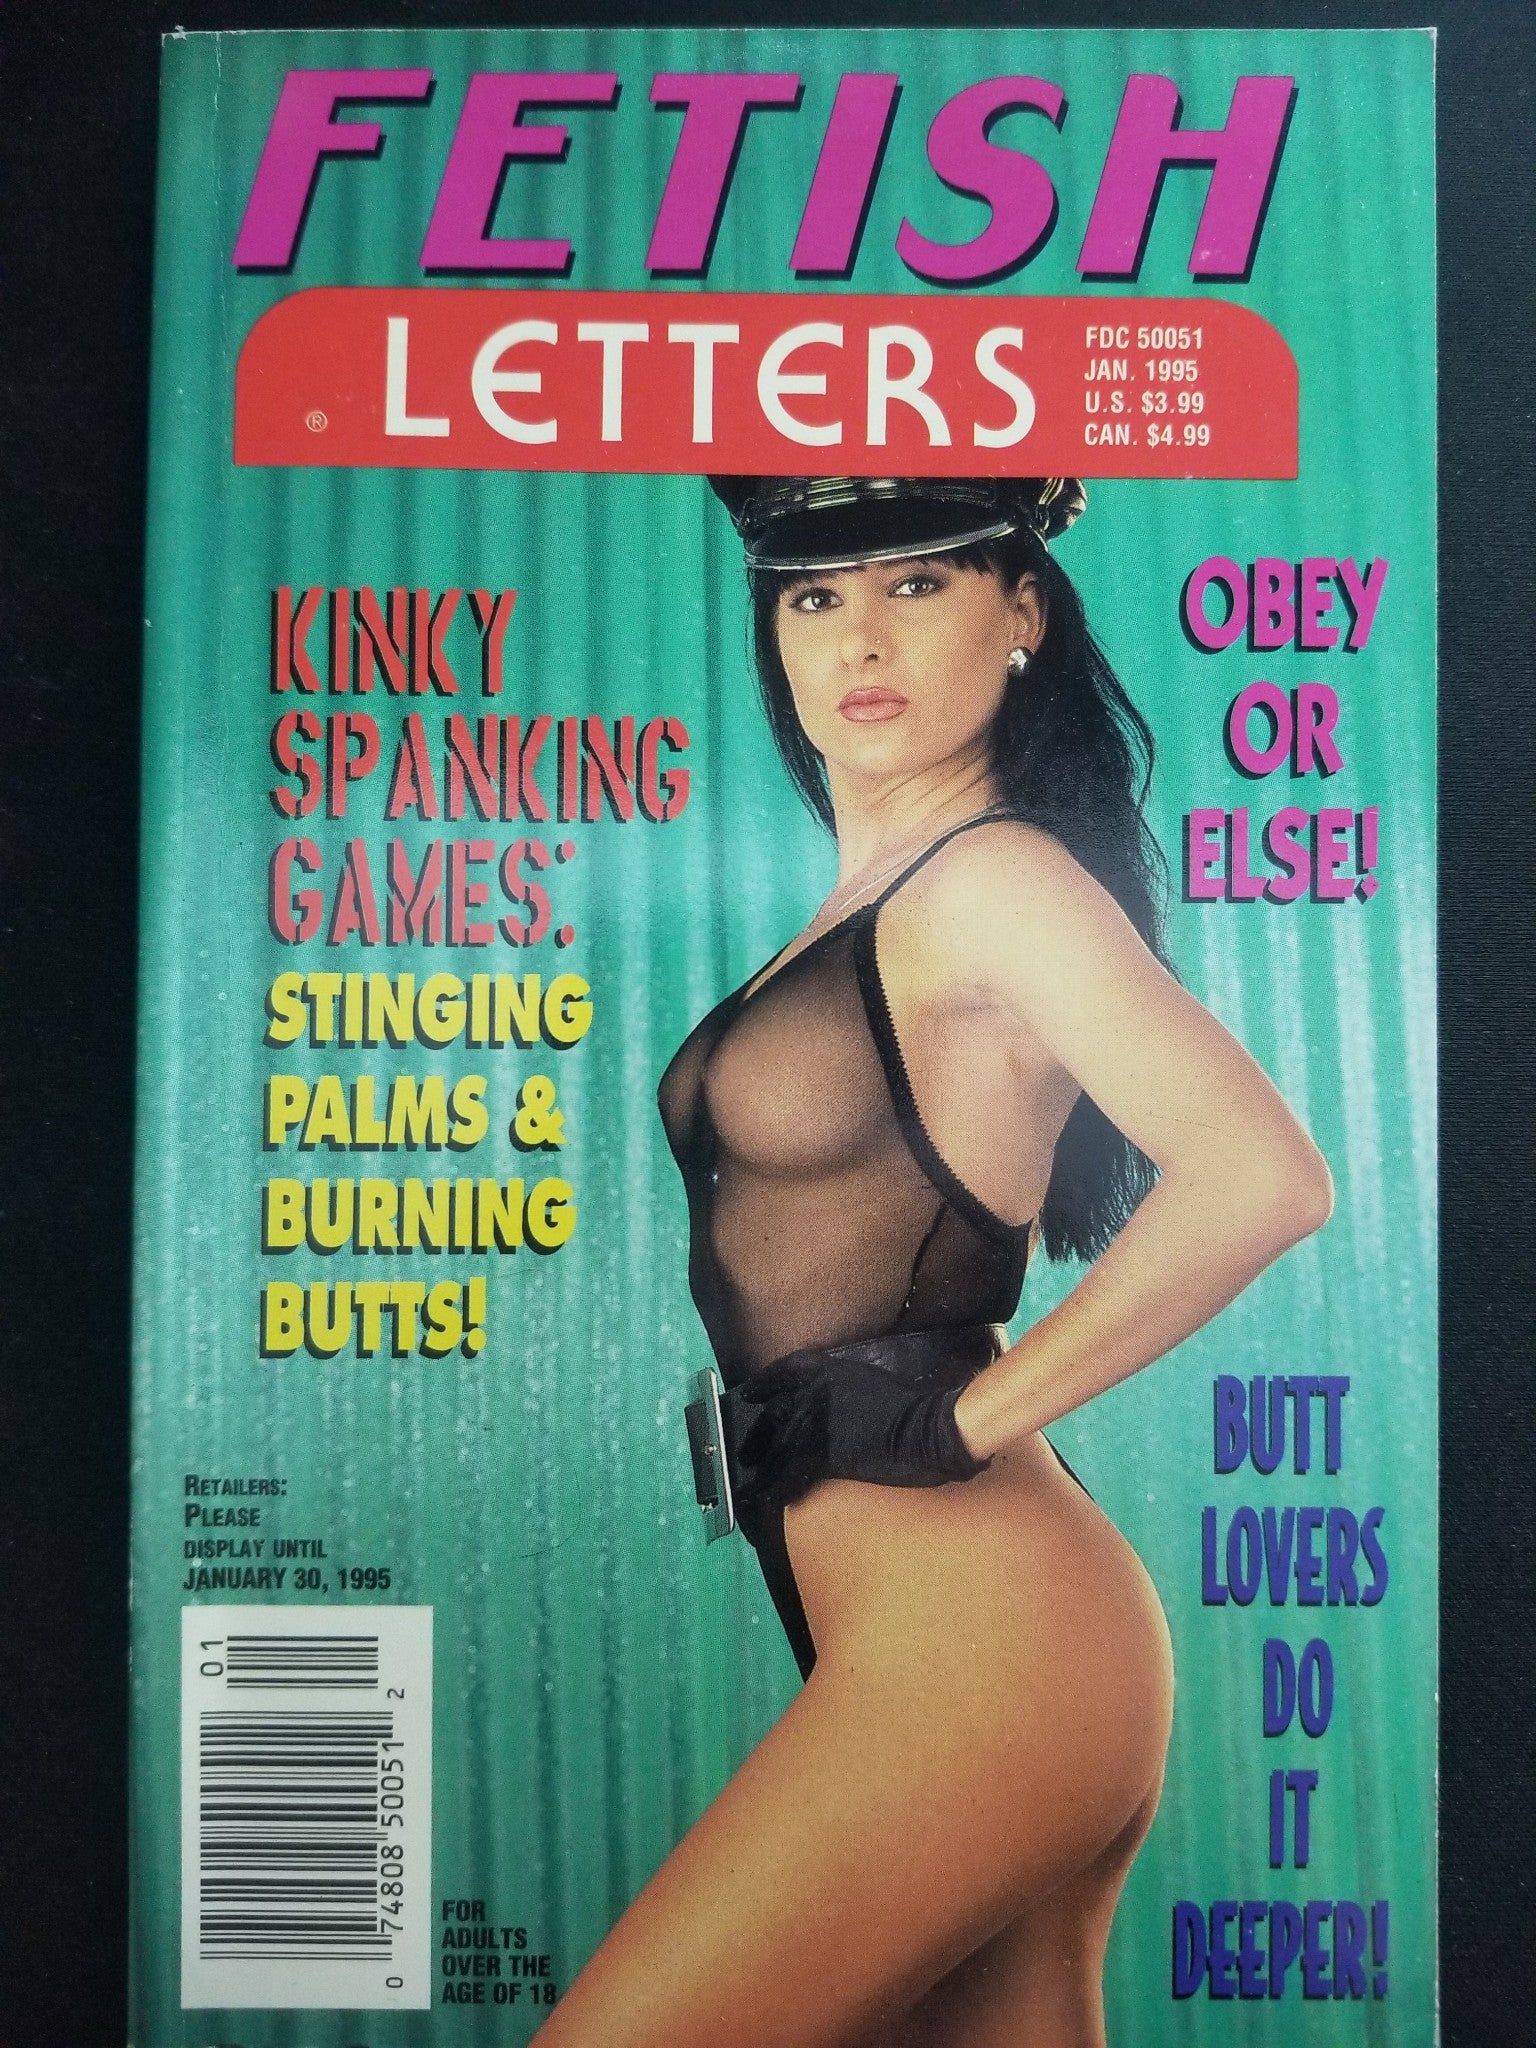 FETISH
LETTERS
®
FDC 50051
JAN. 1995
U.S. $3.99
CAN. $4.99
KINKY
SPANKING
GAMES:
STINGING
PALMS &
BURNING
BUTTS!
OBEY
OR
ELSE!
BUTT
LOVERS
DO
IT
DEEPER!
RETAILERS:
PLEASE
DISPLAY UNTIL
JANUARY 30, 1995
01
0 74808 50051 2
FOR
ADULTS
OVER THE
AGE OF 18